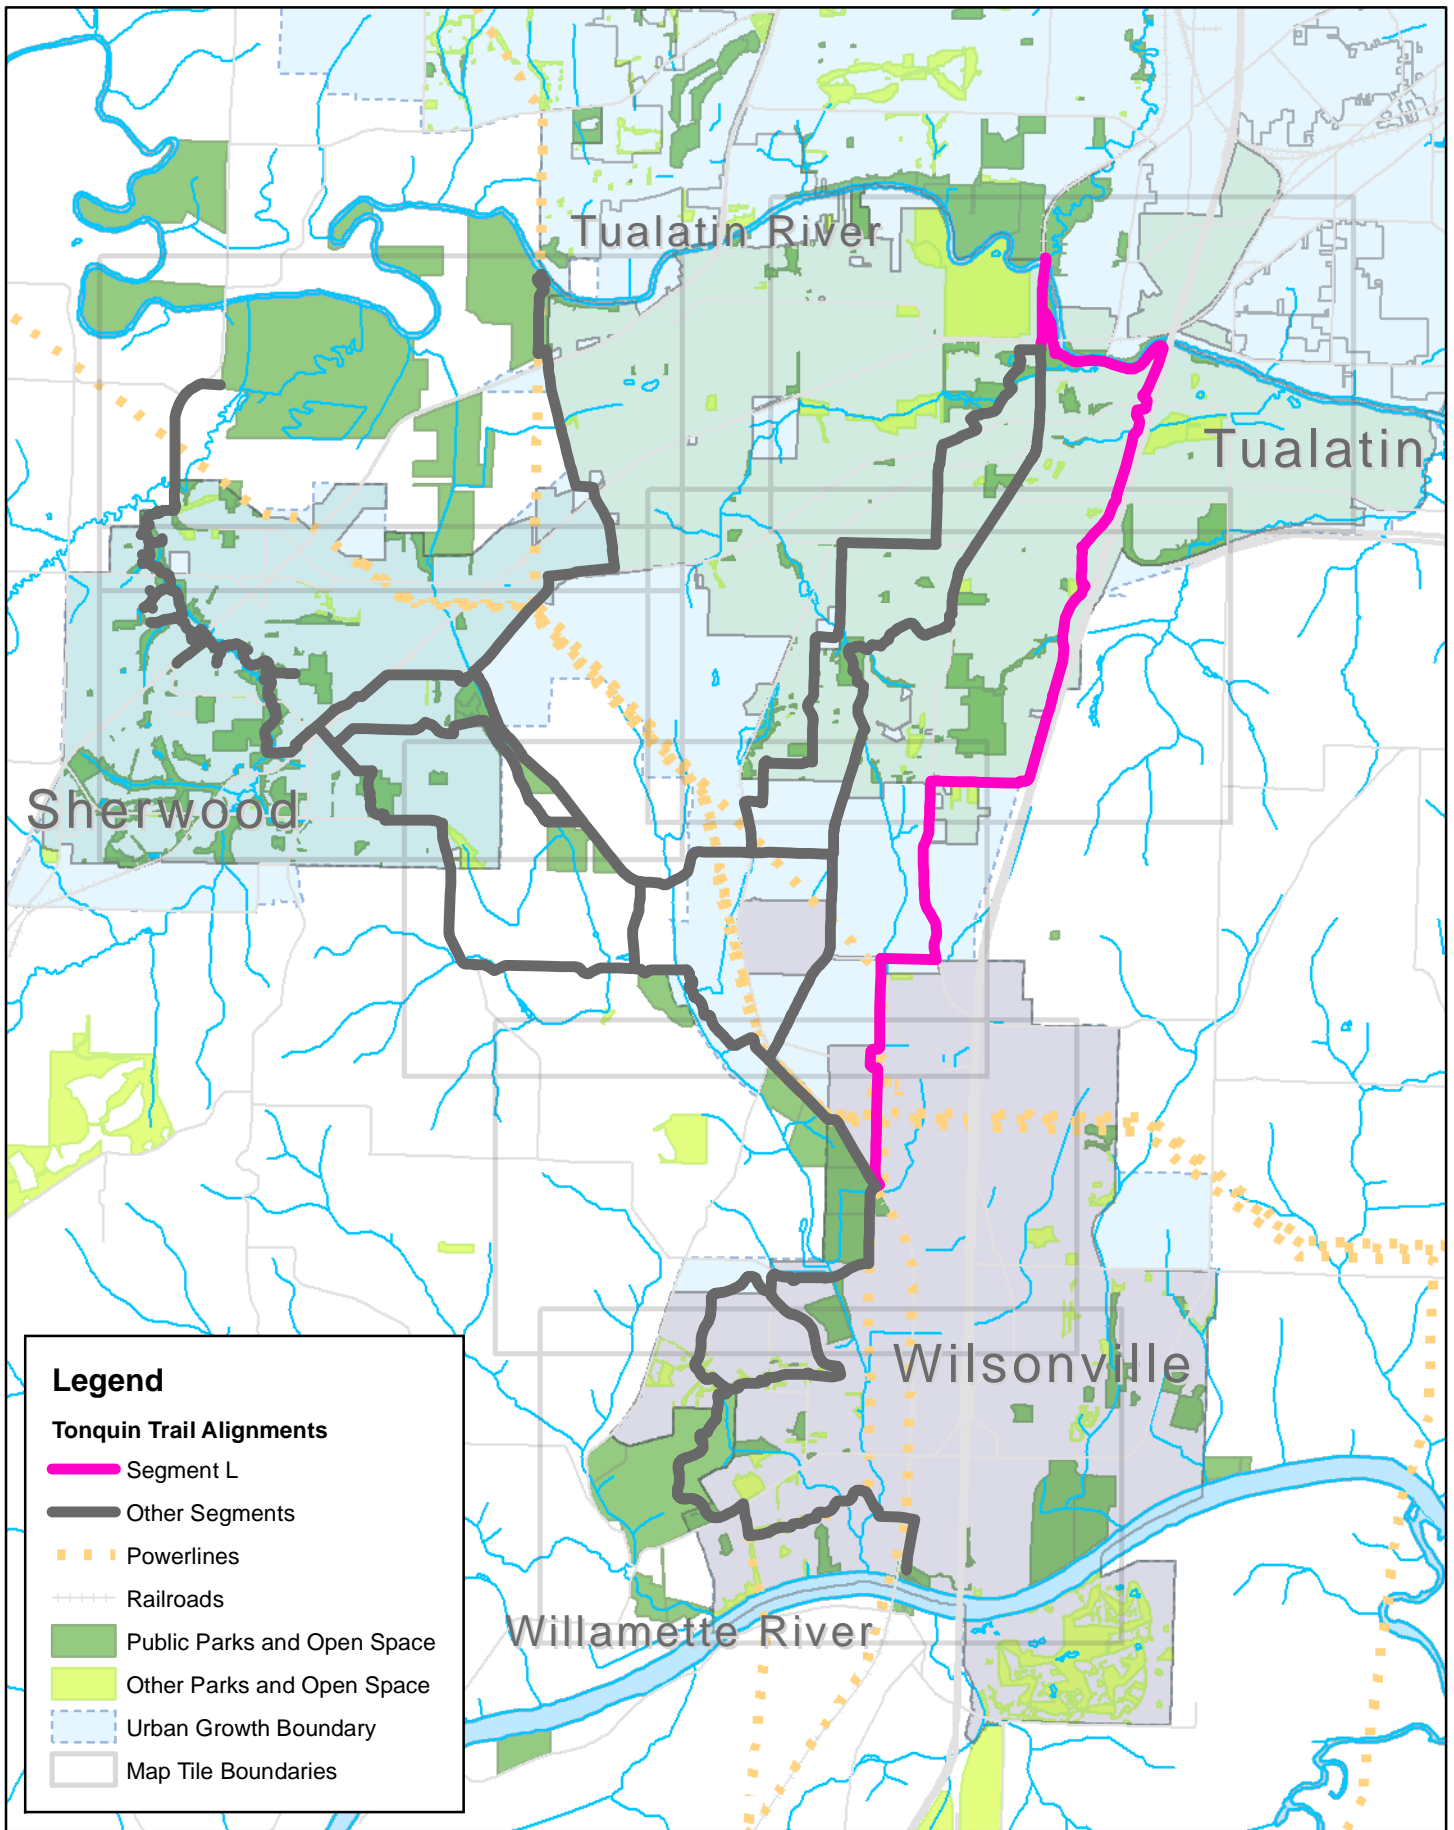 Tualatin River
Tualatin
Sherwood
Wilsonville
Willamette River
Legend
Tonquin Trail Alignments
Segment L
Other Segments
Powerlines
Railroads
Public Parks and Open Space
Other Parks and Open Space
Urban Growth Boundary
Map Tile Boundaries